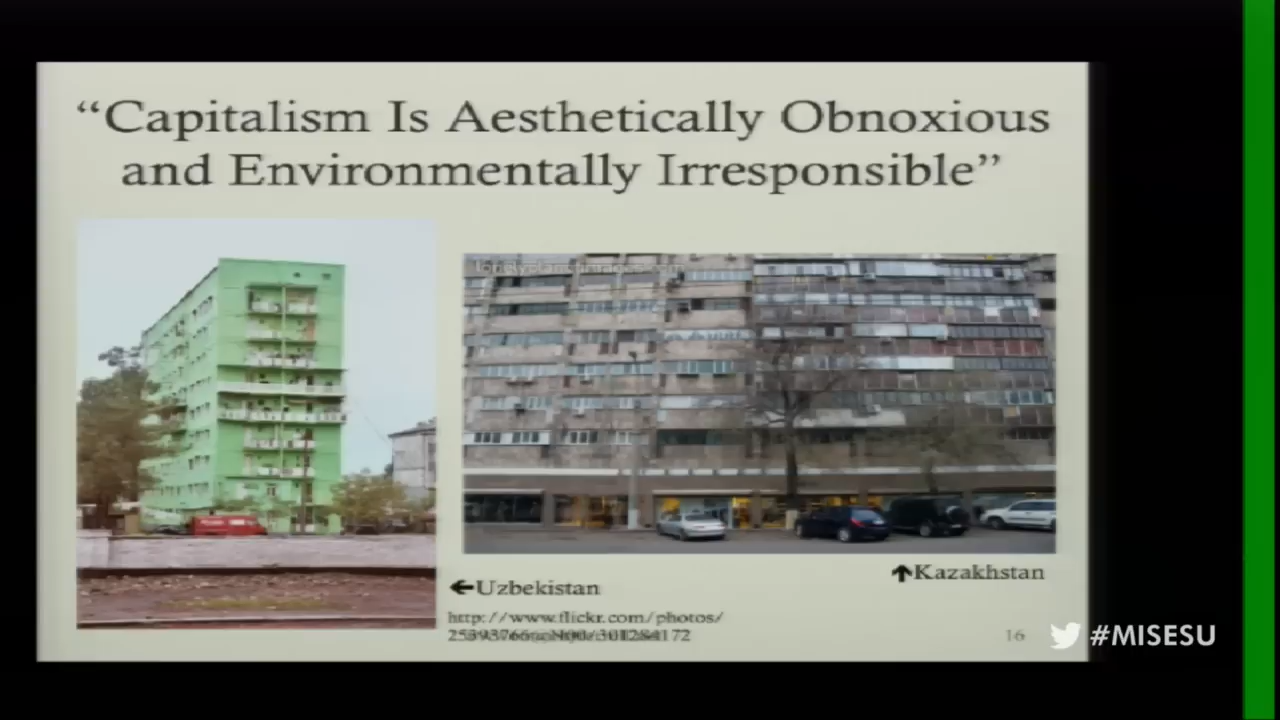 “Capitalism Is Aesthetically Obnoxious
and Environmentally Irresponsible”
←Uzbekistan
↑Kazakhstan
http://www.flickr.com/photos/
16
#MISESU